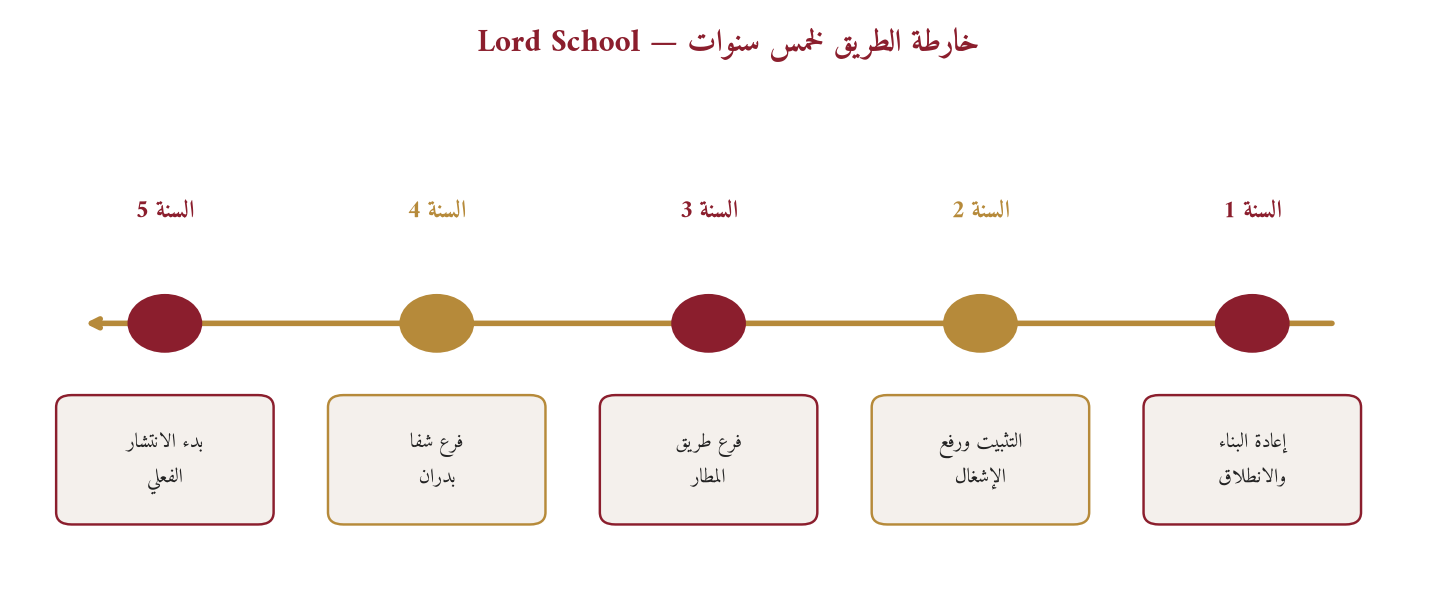 خارطة الطريق لخمس سنوات — Lord School
السنة 1
السنة 2
السنة 3
السنة 4
السنة 5
إعادة البناء
والانطلاق
التثبيت ورفع
الإشغال
فرع طريق
المطار
فرع شفا
بدران
بدء الانتشار
الفعلي